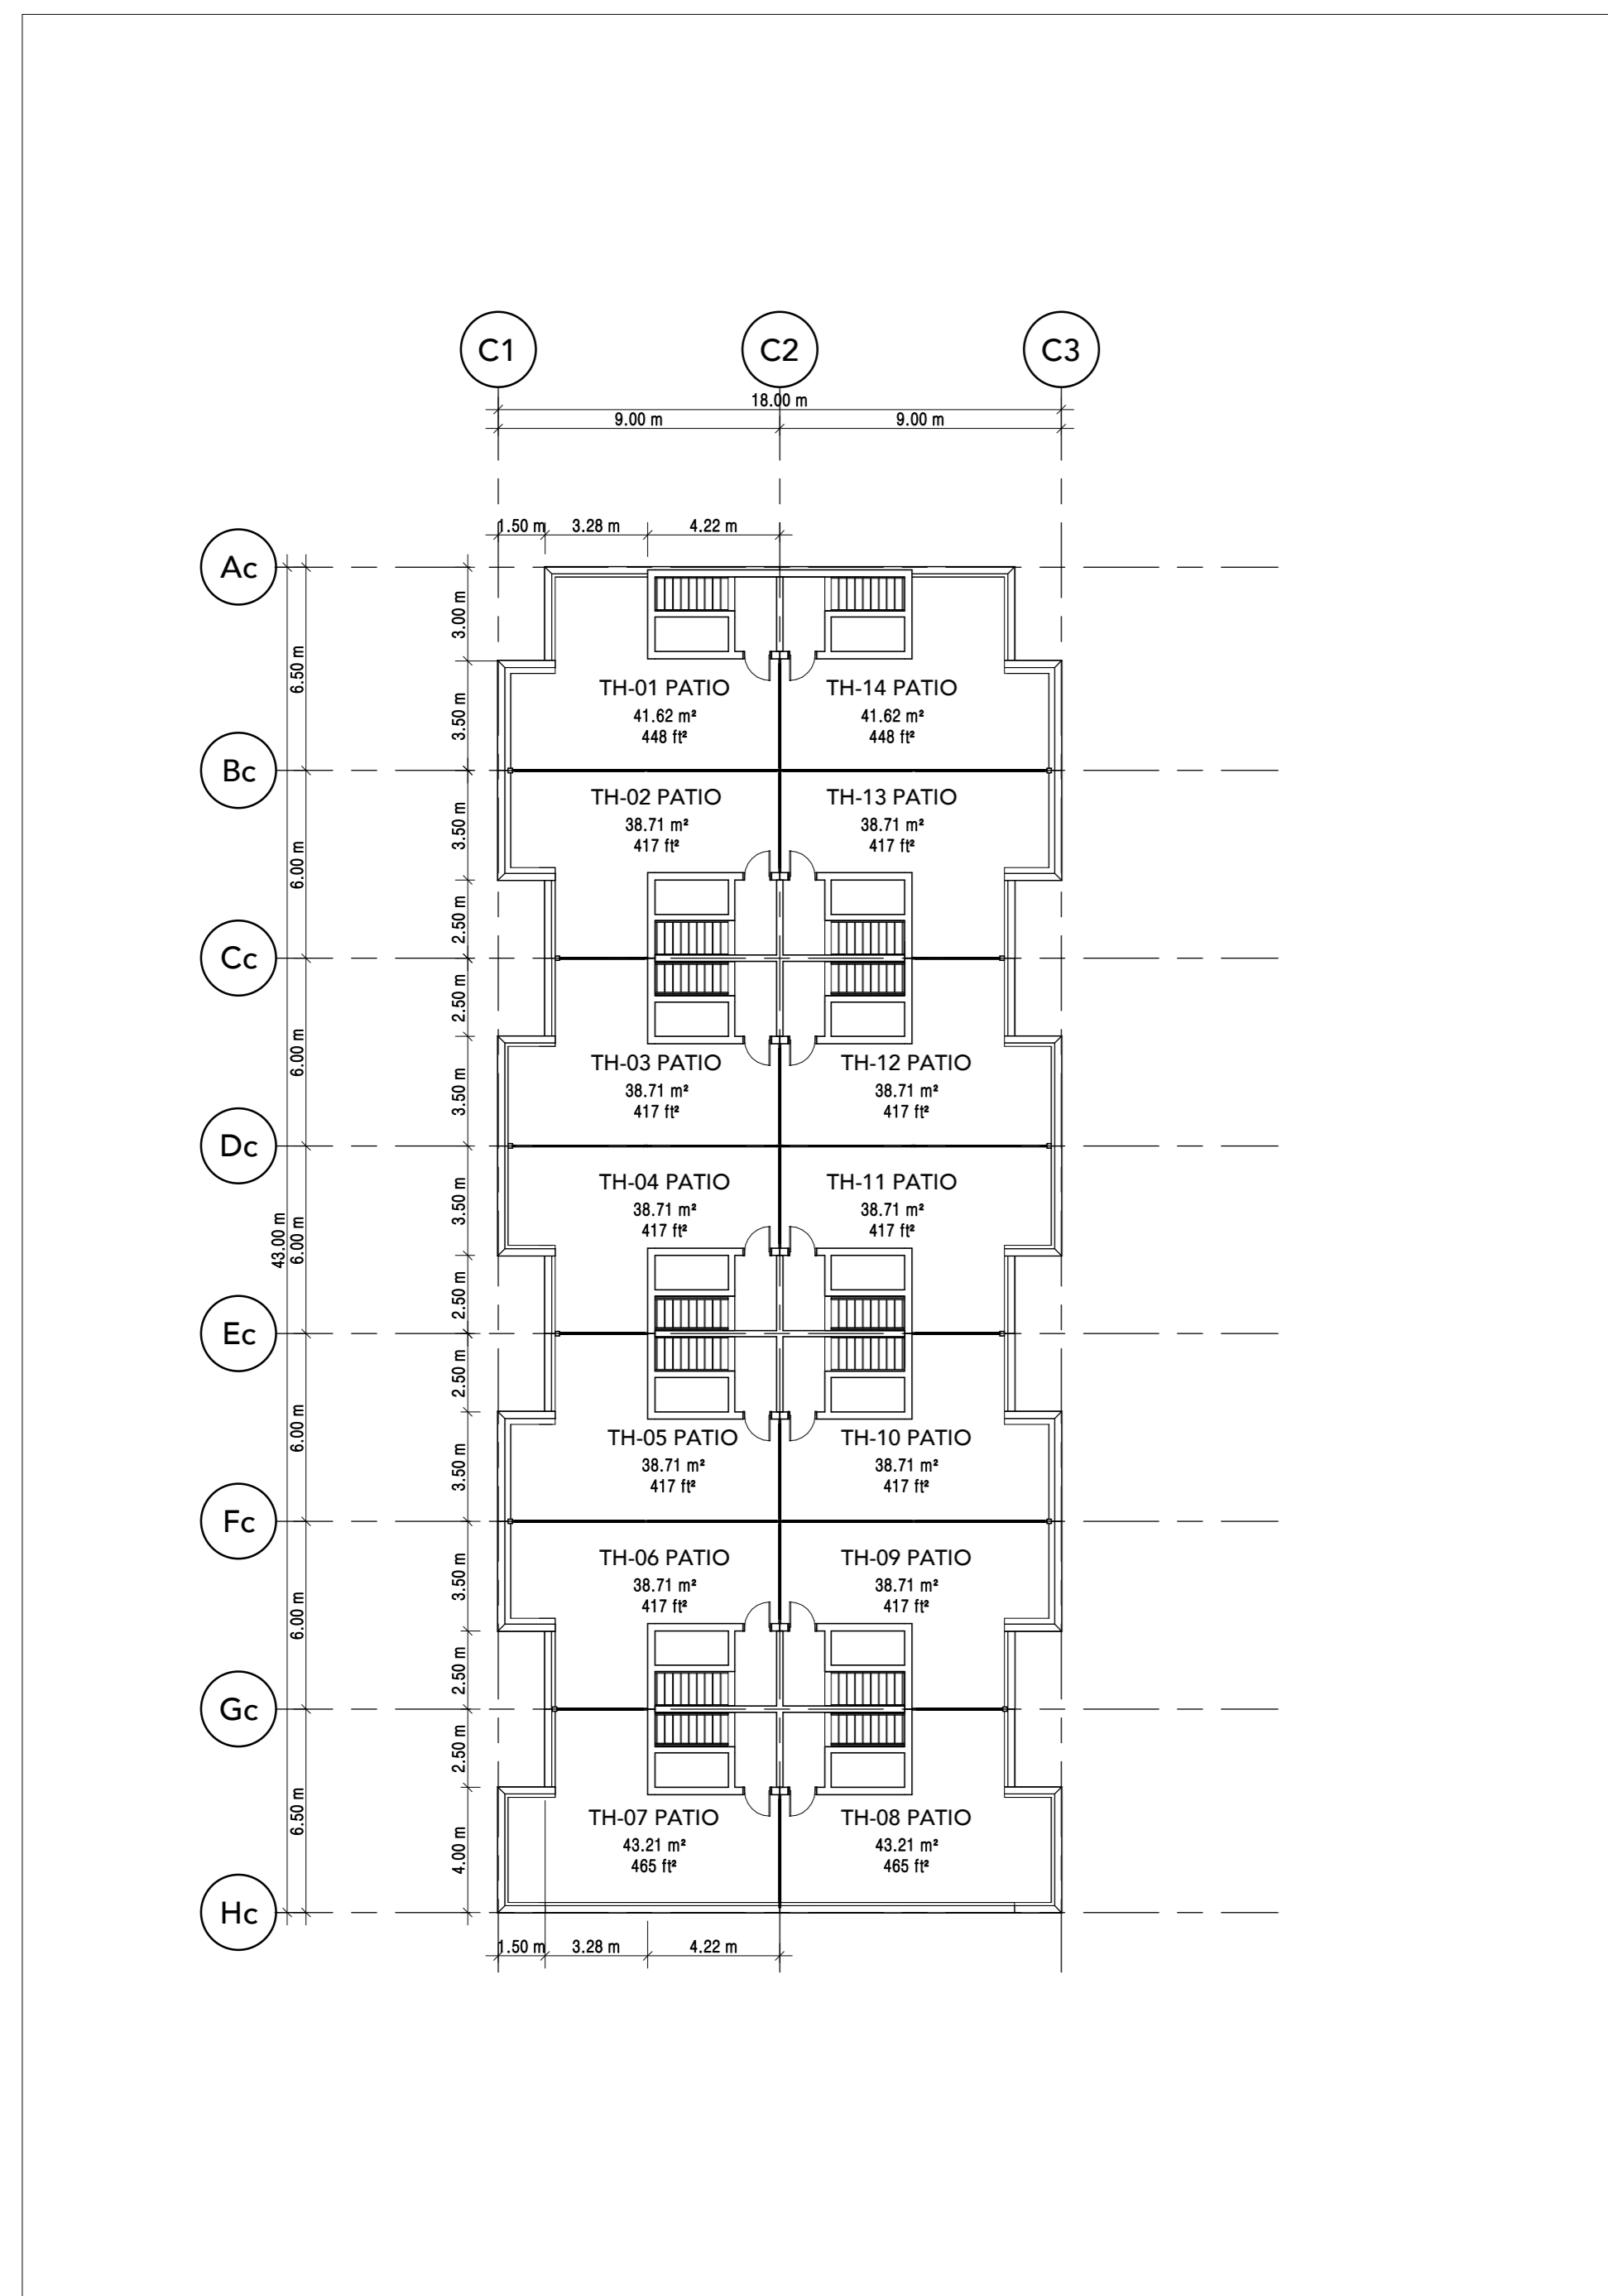 C1
C2
C3
18.00 m
9.00 m
9.00 m
1.50 m
3.28 m
4.22 m
Ac
3.00 m
6.50 m
3.50 m
TH-01 PATIO
41.62 m²
448 ft²
TH-14 PATIO
41.62 m²
448 ft²
Bc
TH-02 PATIO
38.71 m²
417 ft²
TH-13 PATIO
38.71 m²
417 ft²
3.50 m
6.00 m
2.50 m
Cc
2.50 m
6.00 m
3.50 m
TH-03 PATIO
38.71 m²
417 ft²
TH-12 PATIO
38.71 m²
417 ft²
Dc
TH-04 PATIO
38.71 m²
417 ft²
TH-11 PATIO
38.71 m²
417 ft²
3.50 m
43.00 m
6.00 m
2.50 m
Ec
2.50 m
6.00 m
3.50 m
TH-05 PATIO
38.71 m²
417 ft²
TH-10 PATIO
38.71 m²
417 ft²
Fc
TH-06 PATIO
38.71 m²
417 ft²
TH-09 PATIO
38.71 m²
417 ft²
3.50 m
6.00 m
2.50 m
Gc
2.50 m
6.50 m
4.00 m
TH-07 PATIO
43.21 m²
465 ft²
TH-08 PATIO
43.21 m²
465 ft²
Hc
1.50 m
3.28 m
4.22 m